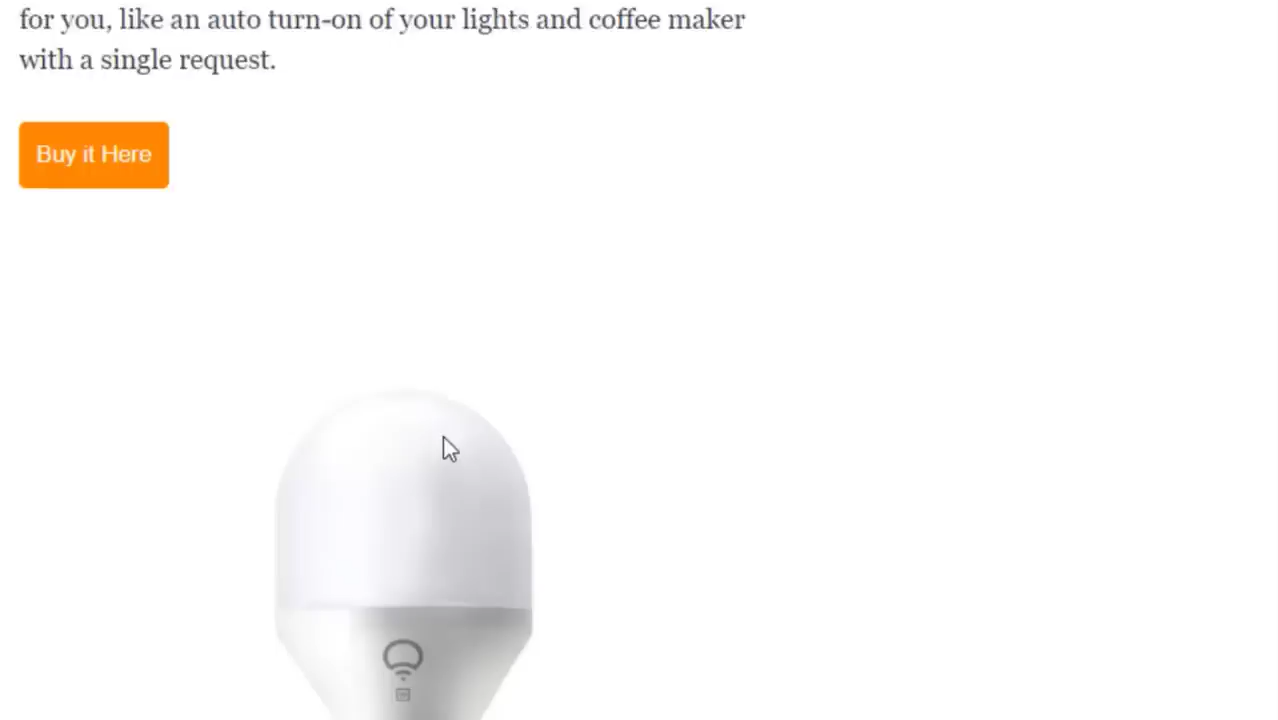 for you, like an auto turn-on of your lights and coffee maker
with a single request.
Buy it Here